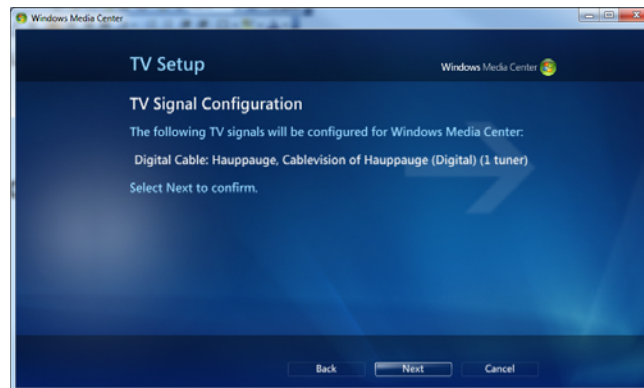 Windows Media Center
TV Setup
Windows Media Center
TV Signal Configuration
The following TV signals will be configured for Windows Media Center:
Digital Cable: Hauppauge, Cablevision of Hauppauge (Digital) (1 tuner)
Select Next to confirm.
Back Next Cancel